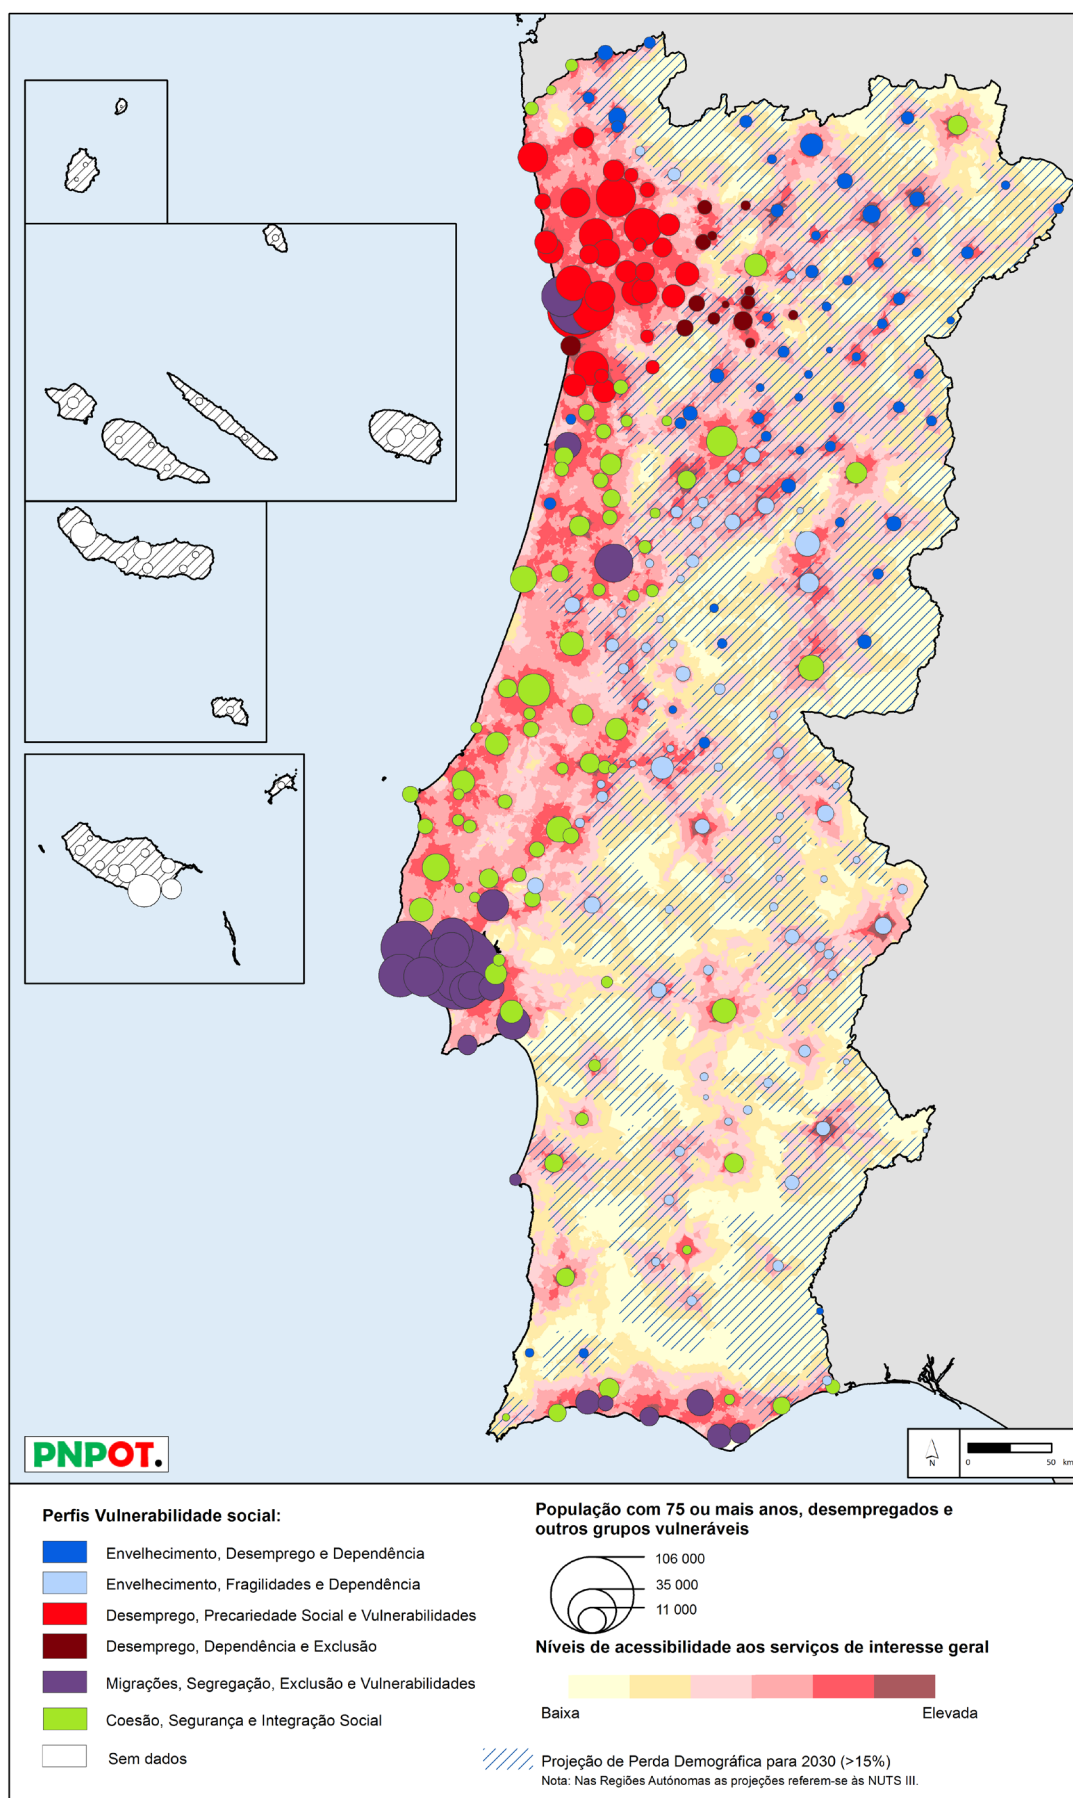 PNPOT.
N
0 50 km
Perfis Vulnerabilidade social:
Envelhecimento, Desemprego e Dependência
Envelhecimento, Fragilidades e Dependência
Desemprego, Precariedade Social e Vulnerabilidades
Desemprego, Dependência e Exclusão
Migrações, Segregação, Exclusão e Vulnerabilidades
Coesão, Segurança e Integração Social
Sem dados
População com 75 ou mais anos, desempregados e
outros grupos vulneráveis
106 000
35 000
11 000
Níveis de acessibilidade aos serviços de interesse geral
Baixa Elevada
Projeção de Perda Demográfica para 2030 (>15%)
Nota: Nas Regiões Autónomas as projeções referem-se às NUTS III.